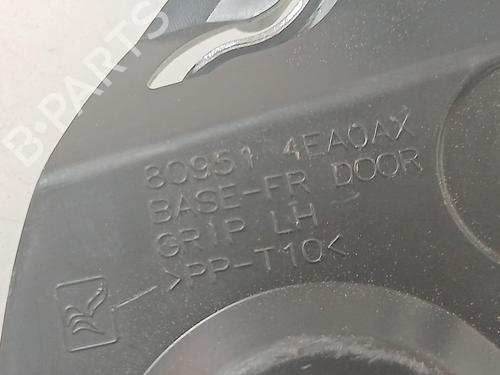 B-PARTS
80951 4EA0AX
BASE-FR DOOR
GRIP LH
>PP-T10<